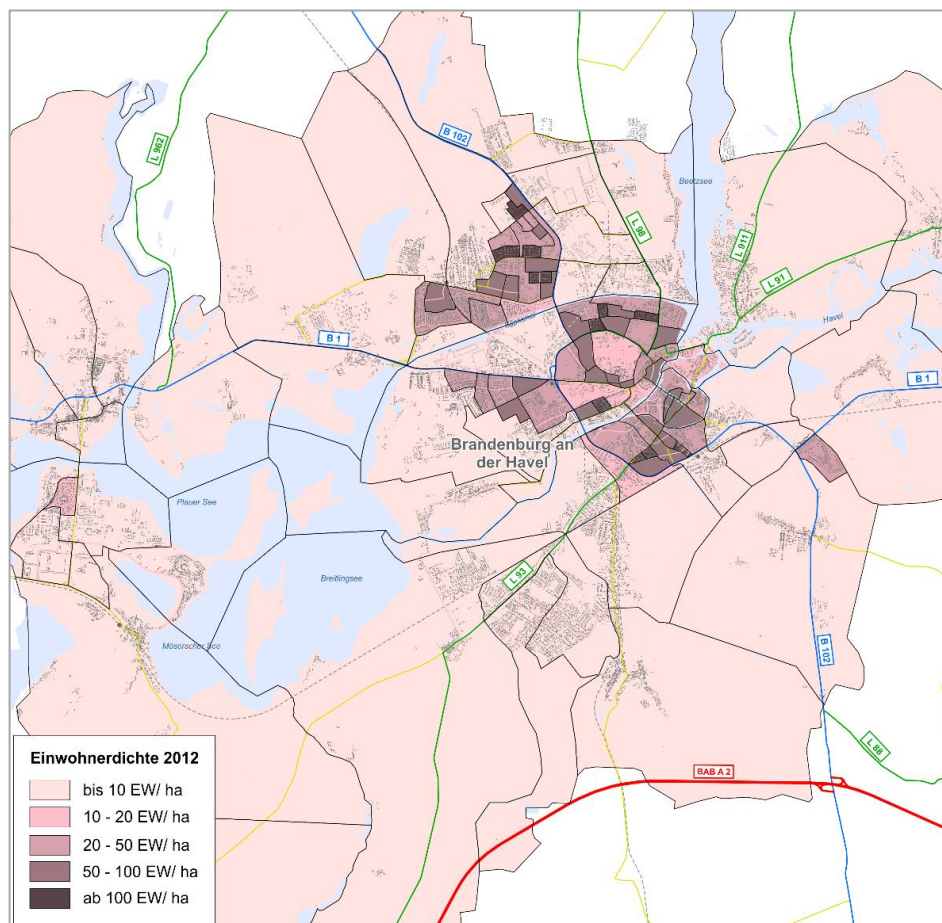 L 962
B 102
Beetzsee
L 98
L 911
L 91
Havel
Silokanal
B 1
B 1
Brandenburg an
der Havel
Plauer See
Breitlingsee
L 93
Möserscher See
B 102
L 88
BAB A 2
Einwohnerdichte 2012
bis 10 EW/ ha
10 - 20 EW/ ha
20 - 50 EW/ ha
50 - 100 EW/ ha
ab 100 EW/ ha